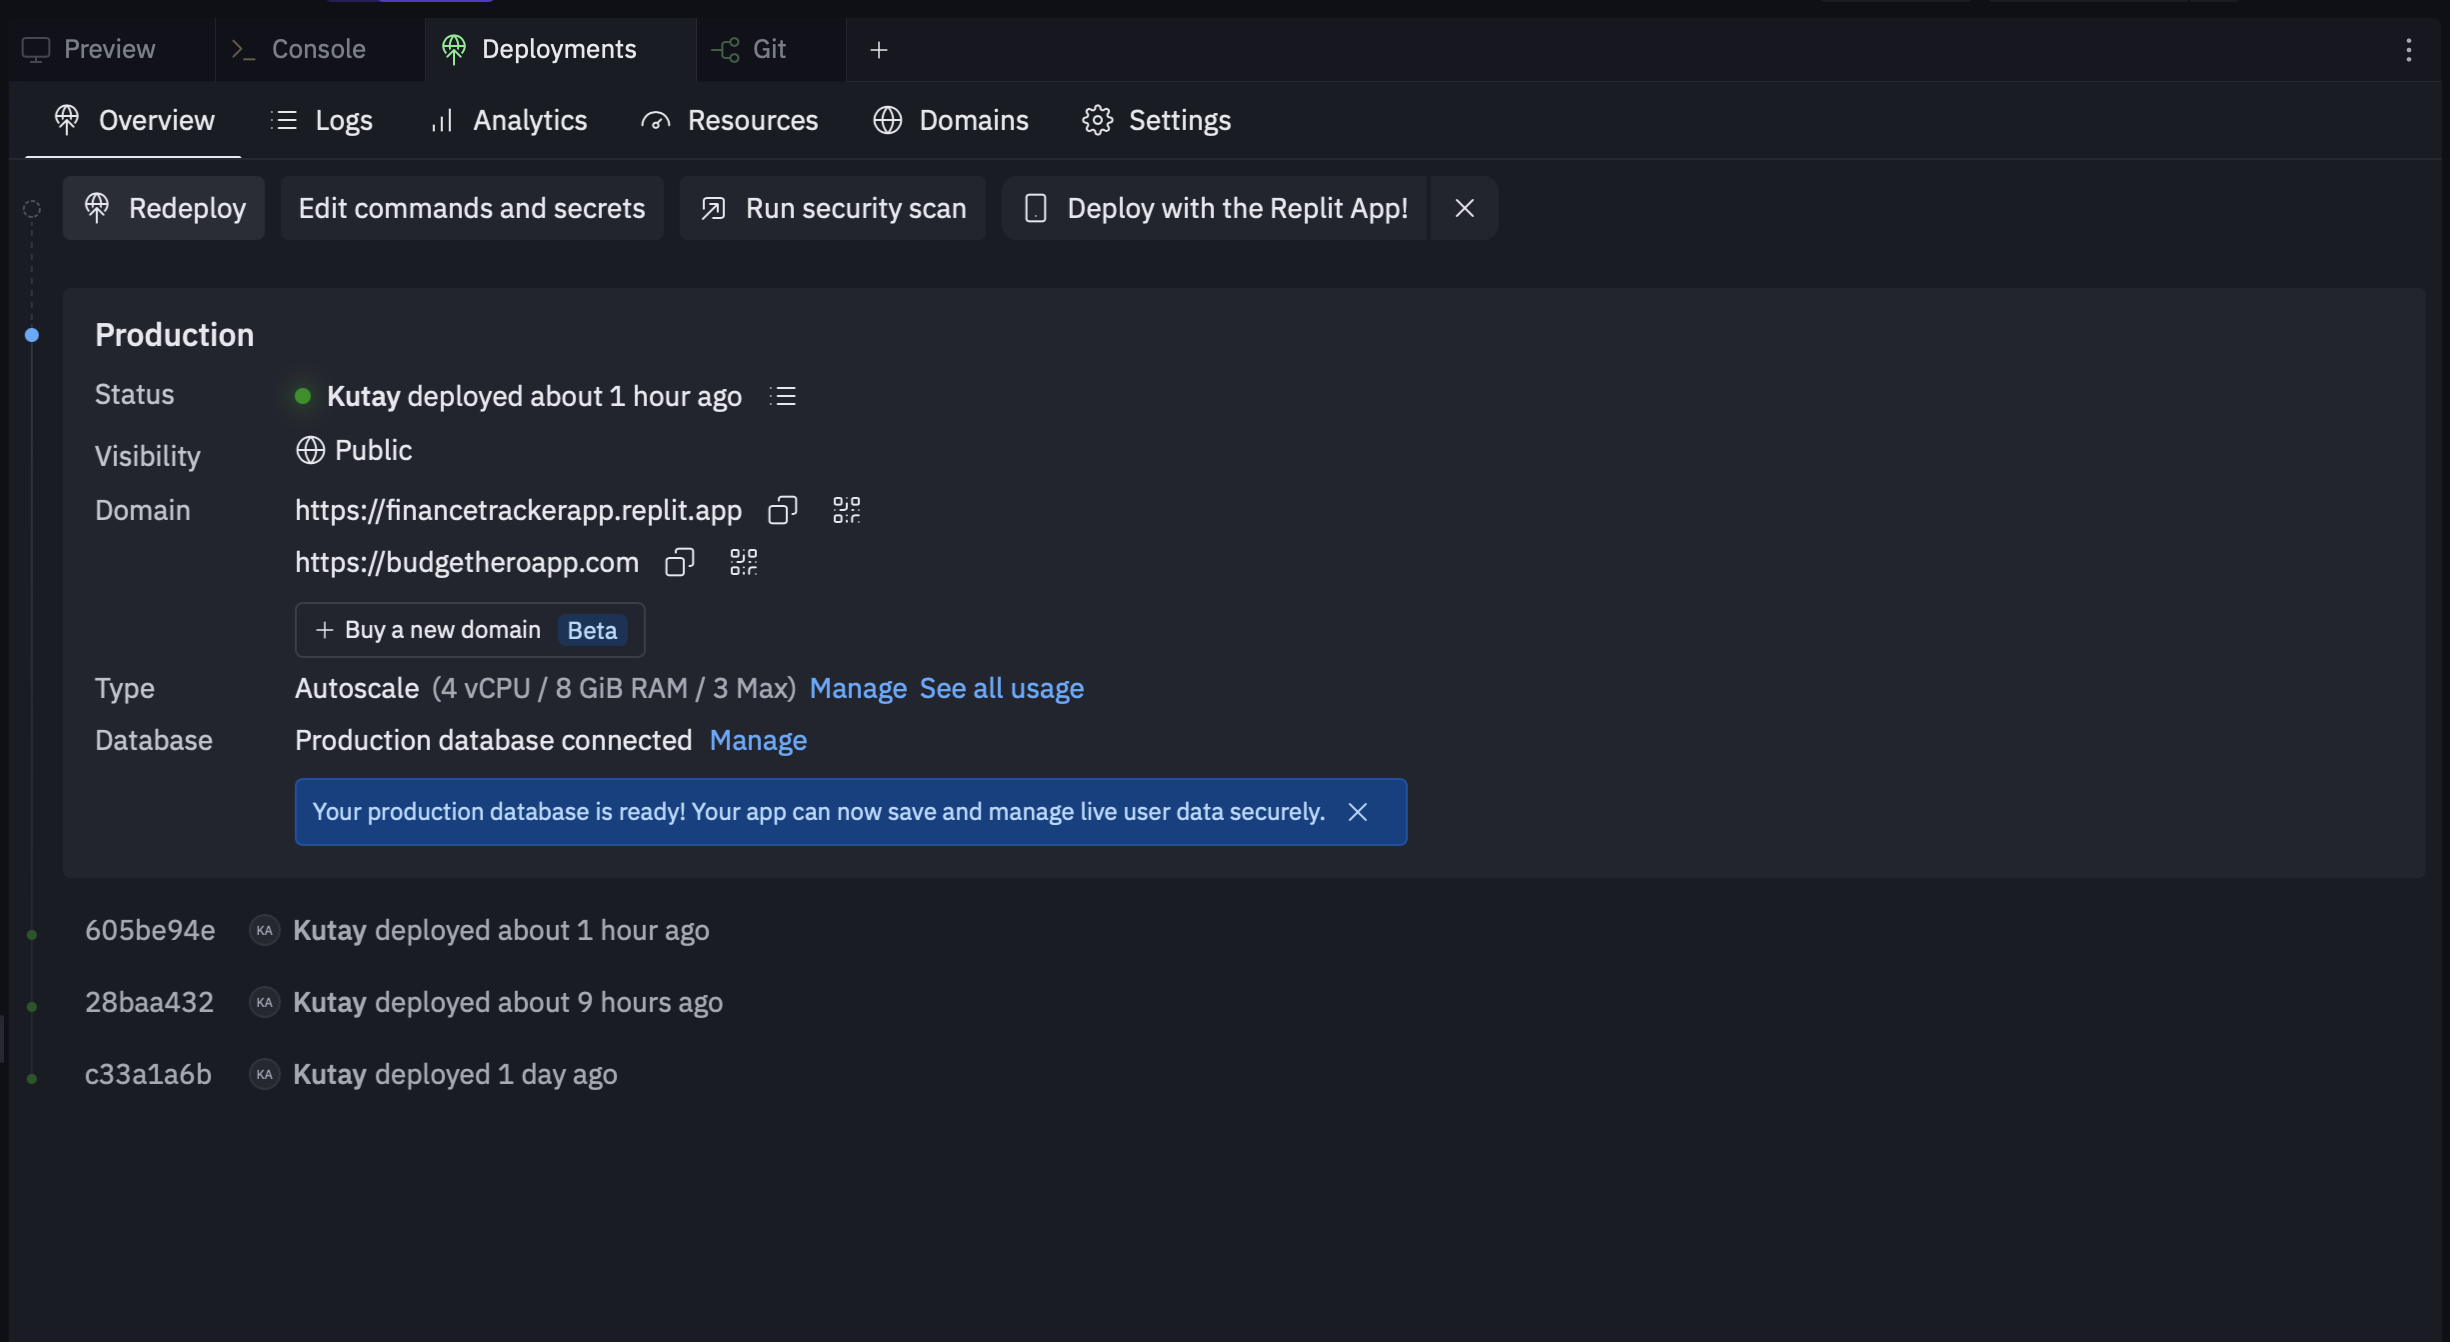 Preview Console Deployments Git
Overview Logs Analytics Resources Domains Settings
Redeploy Edit commands and secrets Run security scan Deploy with the Replit App!
Production
Status Kutay deployed about 1 hour ago
Visibility Public
Domain https://financetrackerapp.replit.app
https://budgetheroapp.com
+ Buy a new domain Beta
Type Autoscale (4 vCPU / 8 GiB RAM / 3 Max) Manage See all usage
Database Production database connected Manage
Your production database is ready! Your app can now save and manage live user data securely.
605be94e KA Kutay deployed about 1 hour ago
28baa432 KA Kutay deployed about 9 hours ago
c33a1a6b KA Kutay deployed 1 day ago